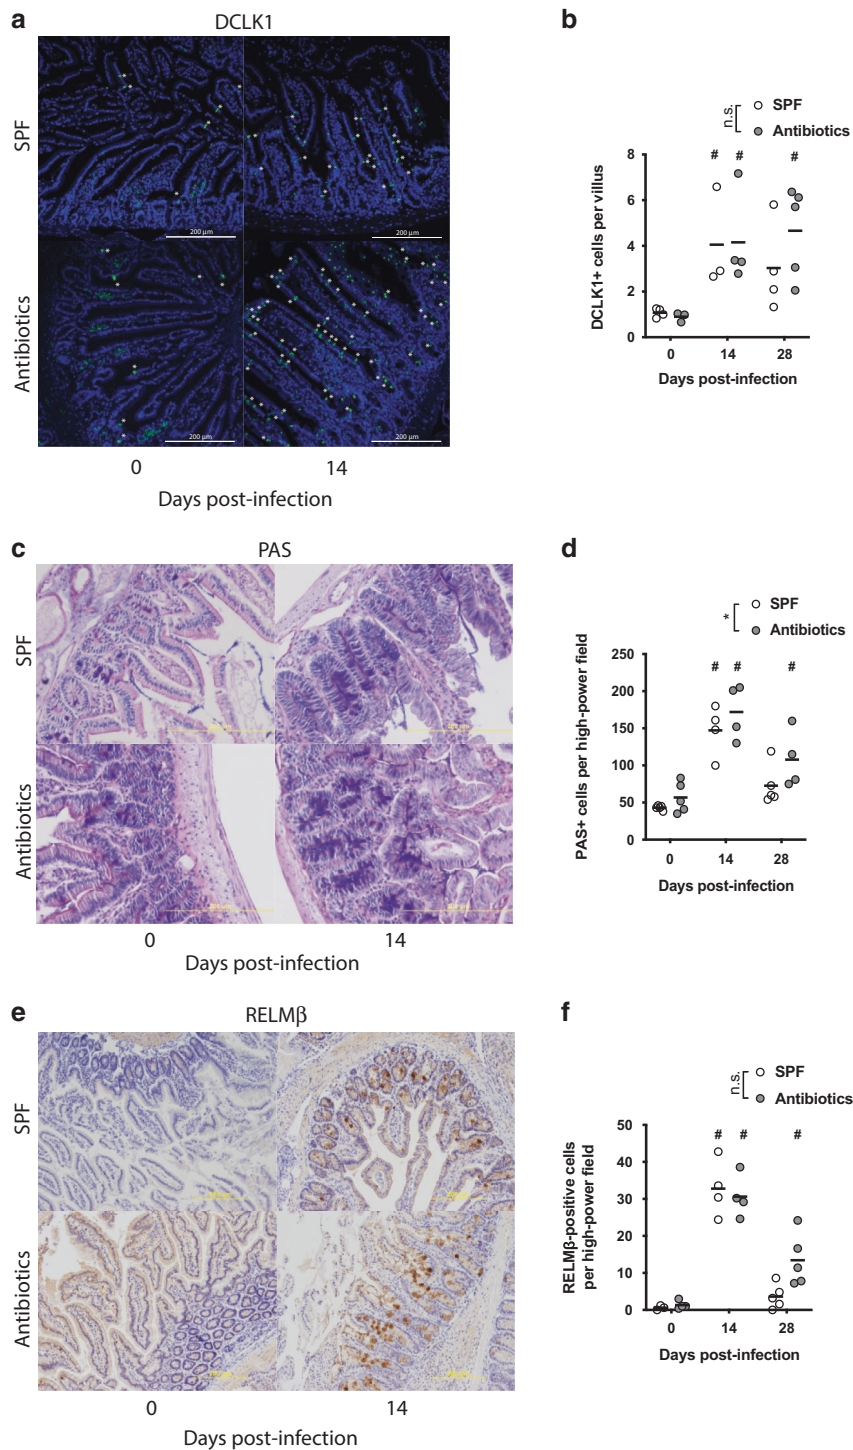 a
DCLK1
SPF
200 µm
200 µm
Antibiotics
200 µm
200 µm
0
14
Days post-infection
b
n.s.
SPF
Antibiotics
# # #
DCLK1+ cells per villus
8
6
4
2
0
0
14
28
Days post-infection
c
PAS
SPF
Antibiotics
0
14
Days post-infection
d
*
SPF
Antibiotics
# # #
PAS+ cells per high-power field
250
200
150
100
50
0
0
14
28
Days post-infection
e
RELMβ
SPF
Antibiotics
0
14
Days post-infection
f
n.s.
SPF
Antibiotics
# # #
RELMβ-positive cells
per high-power field
50
40
30
20
10
0
0
14
28
Days post-infection